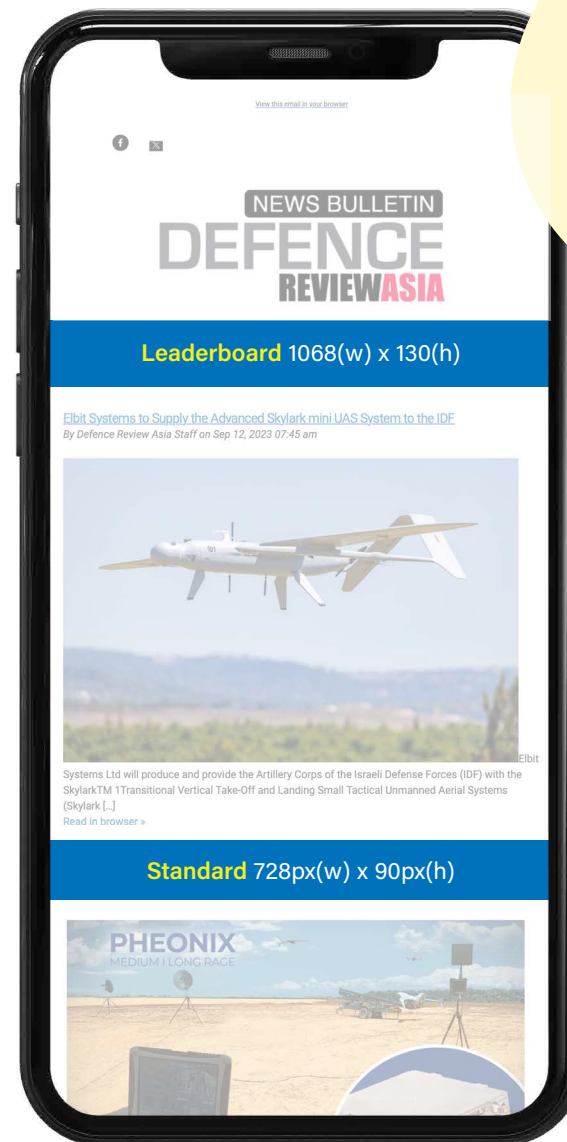 View this email in your browser
NEWS BULLETIN
DEFENCE
REVIEWASIA
Leaderboard 1068(w) x 130(h)
Elbit Systems to Supply the Advanced Skylark mini UAS System to the IDF
By Defence Review Asia Staff on Sep 12, 2023 07:45 am
101
Elbit
Systems Ltd will produce and provide the Artillery Corps of the Israeli Defense Forces (IDF) with the
SkylarkTM 1Transitional Vertical Take-Off and Landing Small Tactical Unmanned Aerial Systems
(Skylark [...]
Read in browser »
Standard 728px(w) x 90px(h)
PHEONIX
MEDIUM I LONG RAGE